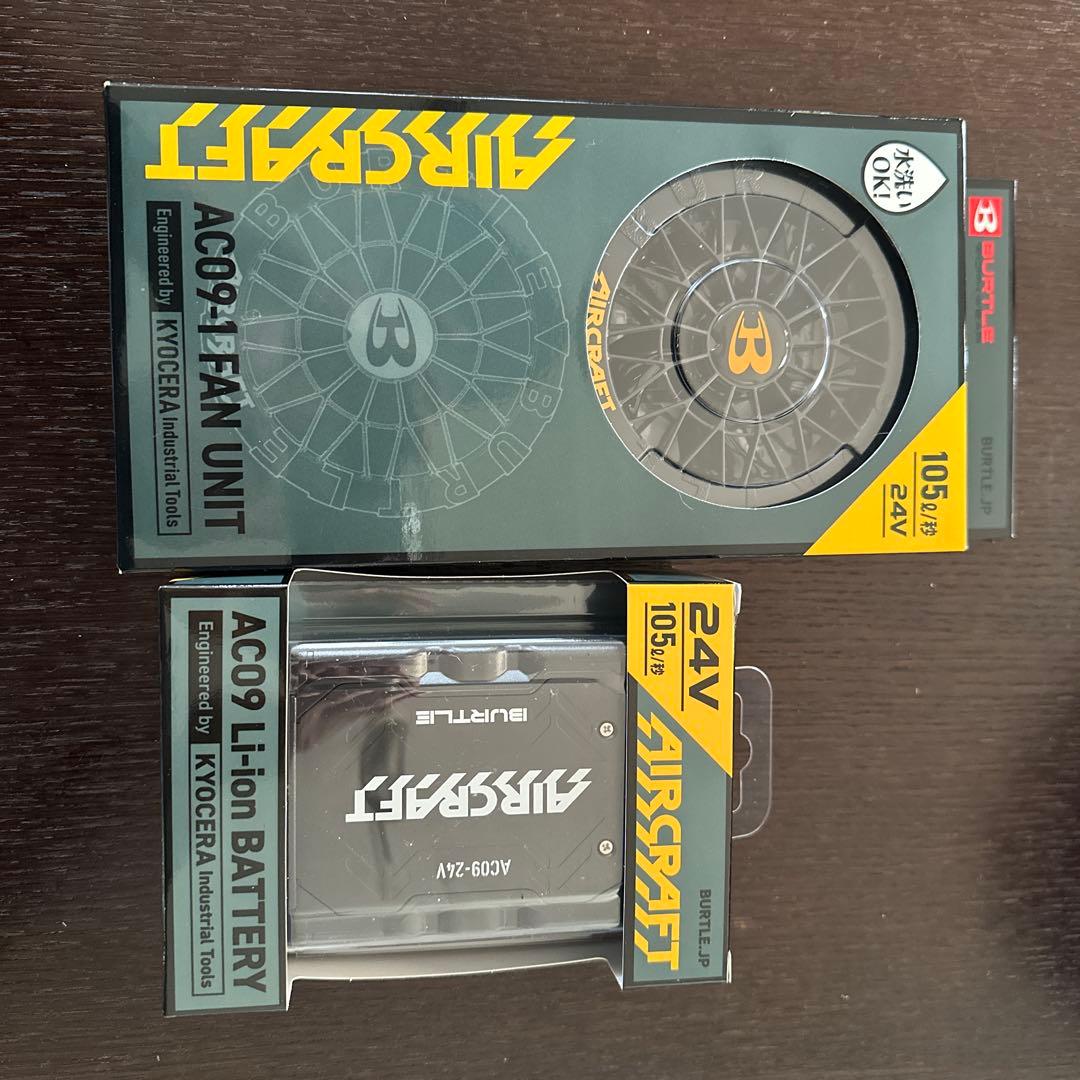 BURTLE
BURTLE.JP
水洗い
OK!
AIRCRAFT
105ℓ/秒
24V
AIRCRAFT
AC09-1 FAN UNIT
Engineered by KYOCERA Industrial Tools
24V
105ℓ/秒
AIRCRAFT
BURTLE.JP
BURTLE
AIRCRAFT
AC09-24V
AC09 Li-ion BATTERY
Engineered by KYOCERA Industrial Tools